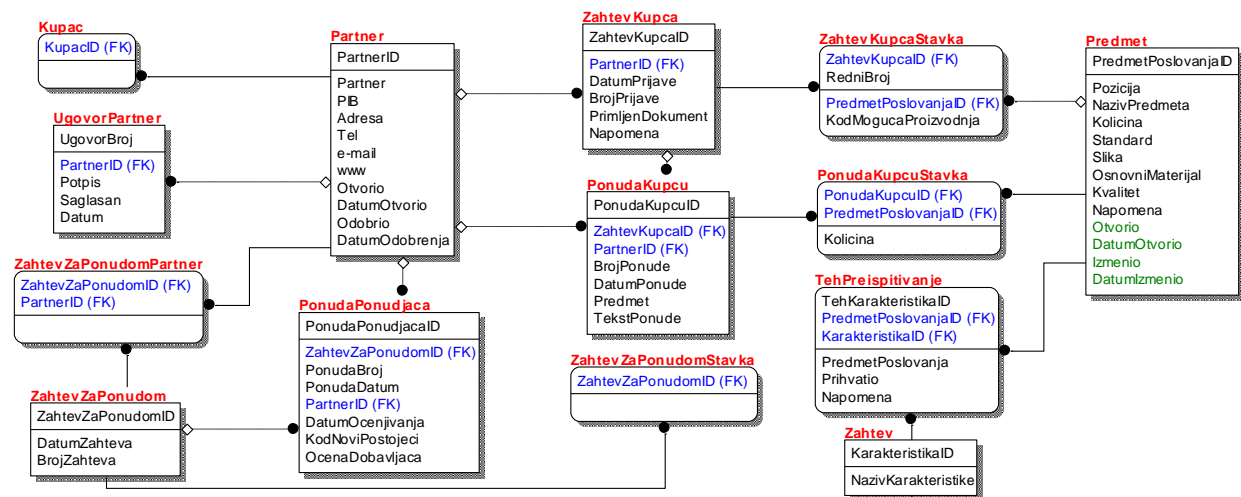 Kupac
KupacID (FK)
UgovorPartner
UgovorBroj
PartnerID (FK)
Potpis
Saglasan
Datum
ZahtevZaPonudomPartner
ZahtevZaPonudomID (FK)
PartnerID (FK)
ZahtevZaPonudom
ZahtevZaPonudomID
DatumZahteva
BrojZahteva
Partner
PartnerID
Partner
PIB
Adresa
Tel
e-mail
www
Otvorio
DatumOtvorio
Odobrio
DatumOdobrenja
PonudaPonudjaca
PonudaPonudjacaID
ZahtevZaPonudomID (FK)
PonudaBroj
PonudaDatum
PartnerID (FK)
DatumOcenjivanja
KodNoviPostojeci
OcenaDobavljaca
ZahtevKupca
ZahtevKupcaID
PartnerID (FK)
DatumPrijave
BrojPrijave
PrimljenDokument
Napomena
PonudaKupcu
PonudaKupcuID
ZahtevKupcaID (FK)
PartnerID (FK)
BrojPonude
DatumPonude
Predmet
TekstPonude
ZahtevZaPonudomStavka
ZahtevZaPonudomID (FK)
ZahtevKupcaStavka
ZahtevKupcaID (FK)
RedniBroj
PredmetPoslovanjaID (FK)
KodMogucaProizvodnja
PonudaKupcuStavka
PonudaKupcuID (FK)
PredmetPoslovanjaID (FK)
Kolicina
TehPreispitivanje
TehKarakteristikaID
PredmetPoslovanjaID (FK)
KarakteristikaID (FK)
PredmetPoslovanja
Prihvatio
Napomena
Zahtev
KarakteristikaID
NazivKarakteristike
Predmet
PredmetPoslovanjaID
Pozicija
NazivPredmeta
Kolicina
Standard
Slika
OsnovniMaterijal
Kvalitet
Napomena
Otvorio
DatumOtvorio
Izmenio
DatumIzmenio